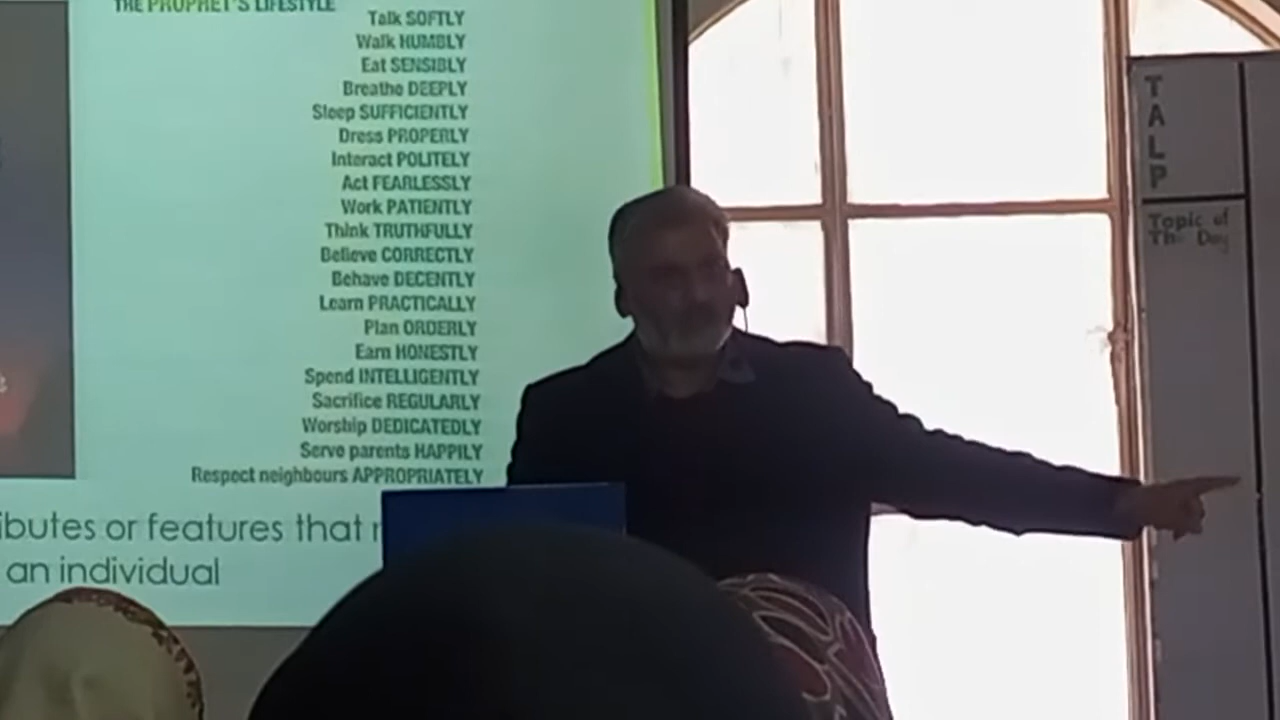 THE PROPHET'S LIFESTYLE
Talk SOFTLY
Walk HUMBLY
Eat SENSIBLY
Breathe DEEPLY
Sleep SUFFICIENTLY
Dress PROPERLY
Interact POLITELY
Act FEARLESSLY
Work PATIENTLY
Think TRUTHFULLY
Believe CORRECTLY
Behave DECENTLY
Learn PRACTICALLY
Plan ORDERLY
Earn HONESTLY
Spend INTELLIGENTLY
Sacrifice REGULARLY
Worship DEDICATEDLY
Serve parents HAPPILY
Respect neighbours APPROPRIATELY
ibutes or features that
an individual
T
A
L
P
Topic of
The Day